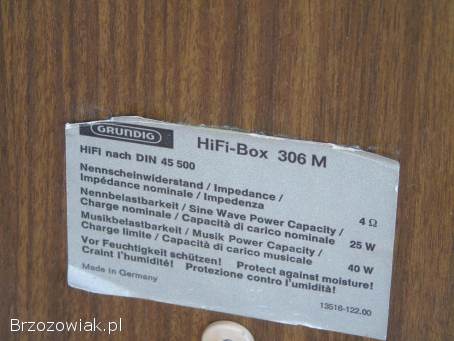 GRUNDIG
HiFi-Box 306 M
HiFi nach DIN 45 500
Nennscheinwiderstand / Impedance /
Impédance nominale / Impedenza 4 Ω
Nennbelastbarkeit / Sine Wave Power Capacity /
Charge nominale / Capacità di carico nominale 25 W
Musikbelastbarkeit / Musik Power Capacity /
Charge limite / Capacità di carico musicale 40 W
Vor Feuchtigkeit schützen! Protect against moisture!
Craint l'humidité! Protezione contro l'umidità!
Made in Germany
13516-122.00
Brzozowiak.pl